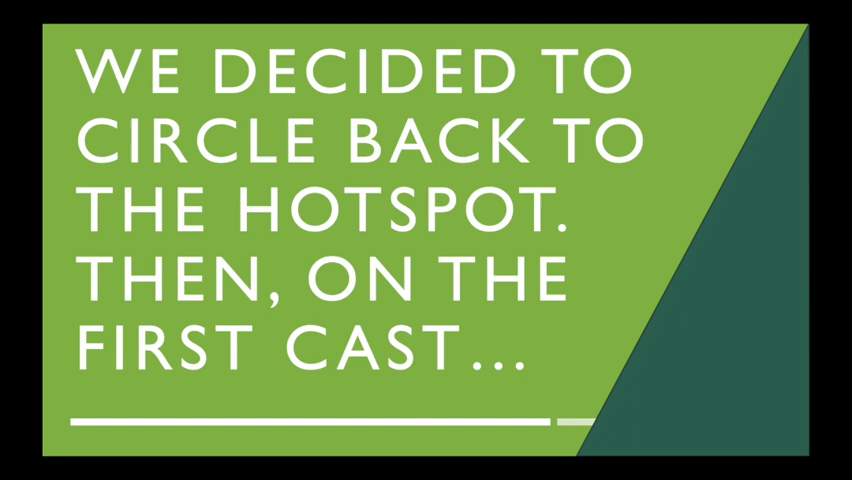 WE DECIDED TO
CIRCLE BACK TO
THE HOTSPOT.
THEN, ON THE
FIRST CAST...